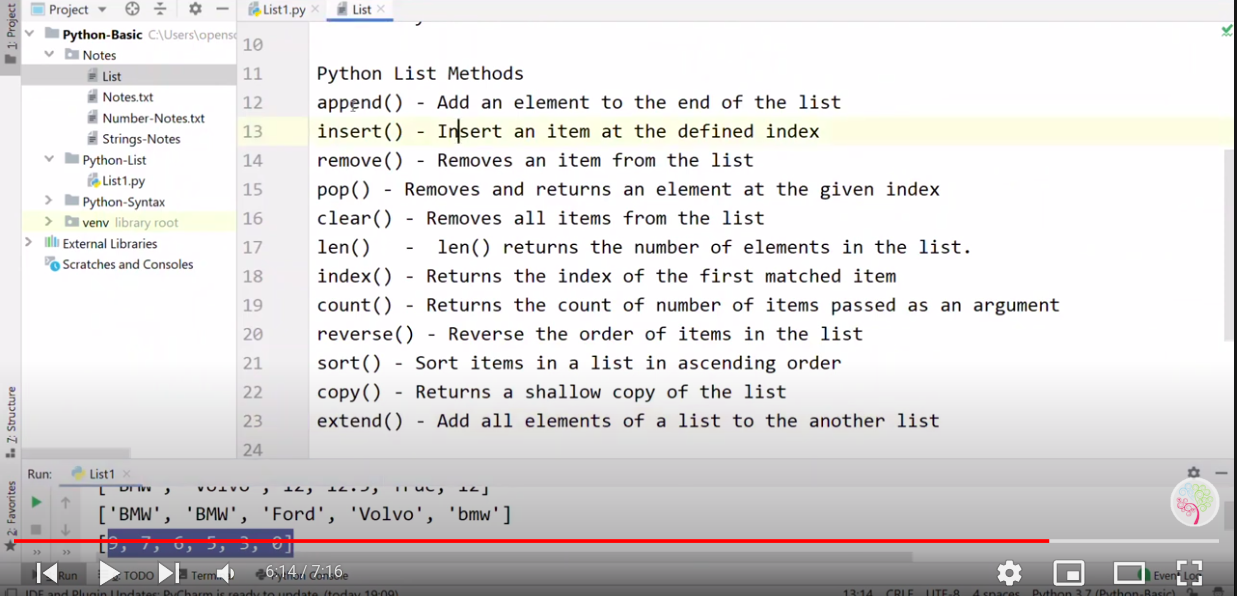 1: Project
Project
List1.py
List
Python-Basic C:\Users\opensc
Notes
List
Notes.txt
Number-Notes.txt
Strings-Notes
Python-List
List1.py
Python-Syntax
venv library root
External Libraries
Scratches and Consoles
10
11 Python List Methods
12 append() - Add an element to the end of the list
13 insert() - Insert an item at the defined index
14 remove() - Removes an item from the list
15 pop() - Removes and returns an element at the given index
16 clear() - Removes all items from the list
17 len() - len() returns the number of elements in the list.
18 index() - Returns the index of the first matched item
19 count() - Returns the count of number of items passed as an argument
20 reverse() - Reverse the order of items in the list
21 sort() - Sort items in a list in ascending order
22 copy() - Returns a shallow copy of the list
23 extend() - Add all elements of a list to the another list
24
Z: Structure
2: Favorites
Run: List1
['BMW', 'Volvo', 12, 12.5, True, 12]
['BMW', 'BMW', 'Ford', 'Volvo', 'bmw']
[9, 7, 6, 5, 3, 0]
6:14 / 7:16
Run TODO Python Console Event Log
IDE and Plugin Updates: PyCharm is ready to update. (today 19:09)
13:14 CRLF UTF-8 4 spaces Python 3.7 (Python-Basic)